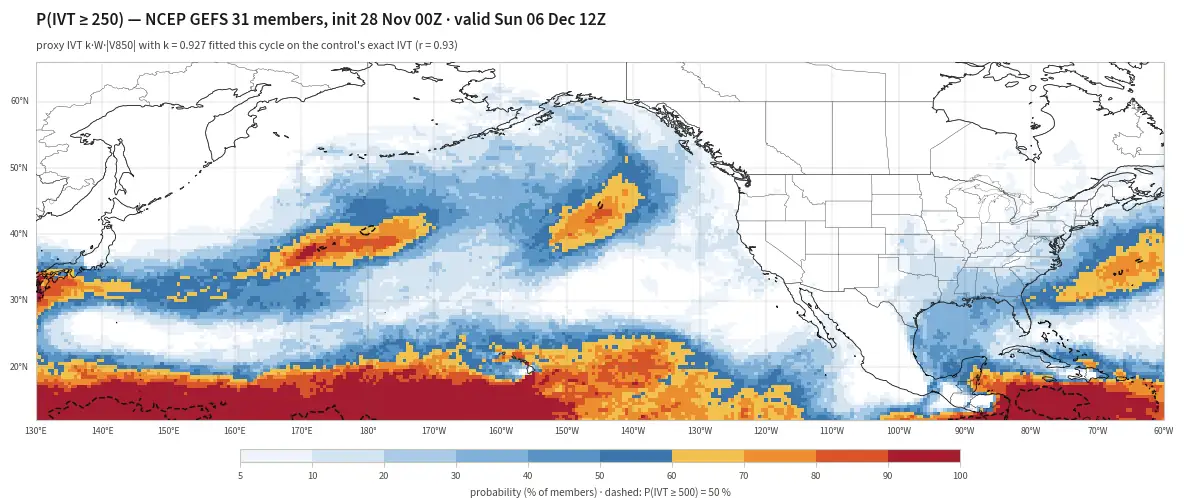 P(IVT ≥ 250) — NCEP GEFS 31 members, init 28 Nov 00Z · valid Sun 06 Dec 12Z
proxy IVT k·W·|V850| with k = 0.927 fitted this cycle on the control's exact IVT (r = 0.93)
60°N
50°N
40°N
30°N
20°N
130°E 140°E 150°E 160°E 170°E 180° 170°W 160°W 150°W 140°W 130°W 120°W 110°W 100°W 90°W 80°W 70°W 60°W
5 10 20 30 40 50 60 70 80 90 100
probability (% of members) · dashed: P(IVT ≥ 500) = 50 %